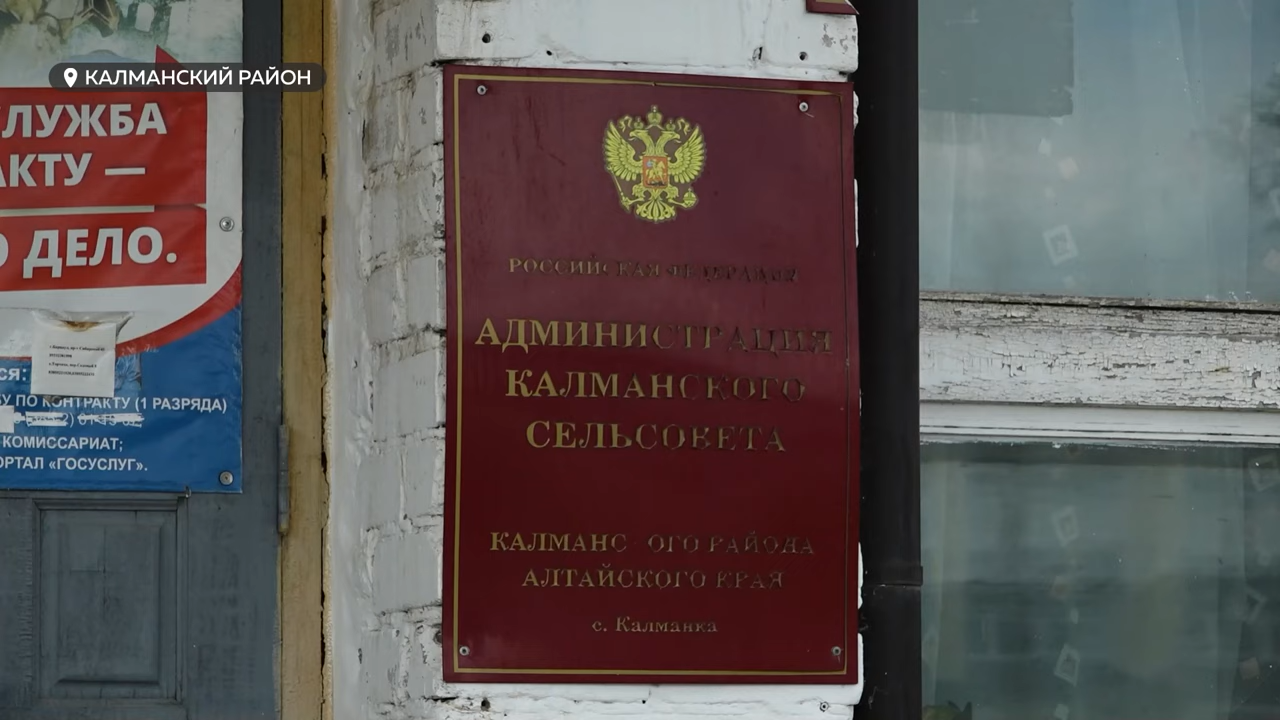 КАЛМАНСКИЙ РАЙОН
ЛУЖБА
АКТУ —
ДЕЛО.
ПО КОНТРАКТУ (1 РАЗРЯДА)
КОМИССАРИАТ;
ОРТАЛ «ГОСУСЛУГ».
РОССИЙСКАЯ ФЕДЕРАЦИЯ
АДМИНИСТРАЦИЯ
КАЛМАНСКОГО
СЕЛЬСОВЕТА
КАЛМАНСКОГО РАЙОНА
АЛТАЙСКОГО КРАЯ
с. Калманка